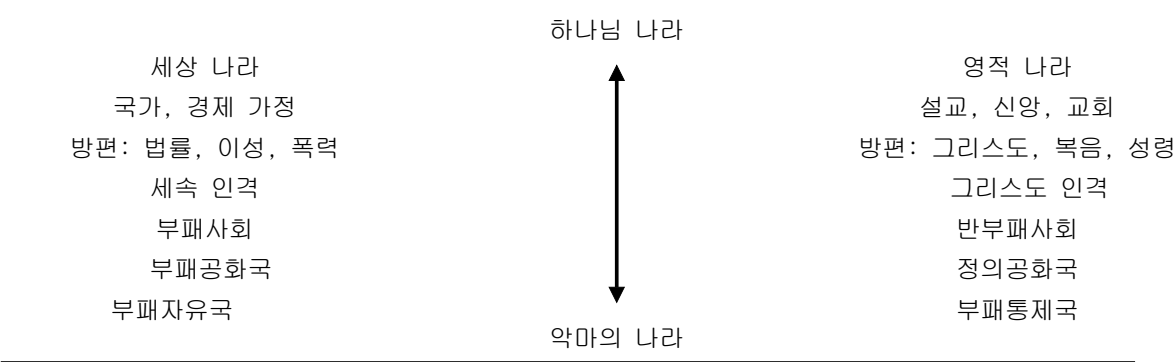 하나님 나라
세상 나라
국가, 경제 가정
방편: 법률, 이성, 폭력
세속 인격
부패사회
부패공화국
부패자유국
영적 나라
설교, 신앙, 교회
방편: 그리스도, 복음, 성령
그리스도 인격
반부패사회
정의공화국
부패통제국
악마의 나라